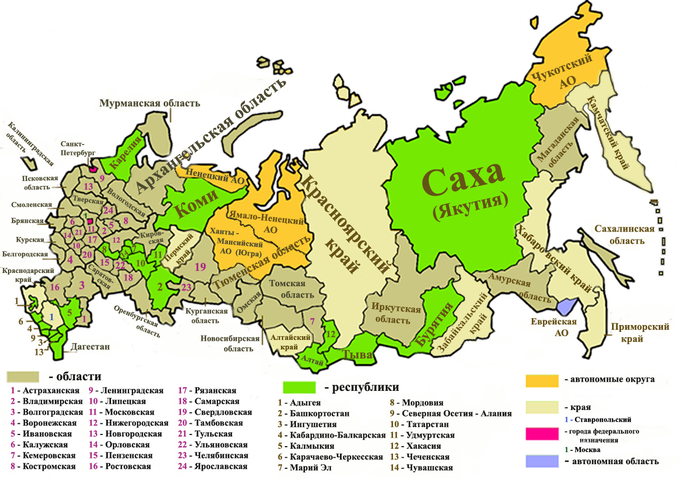 Мурманская область
Архангельская область
Калининградская
область
Санкт-
Петербург
Карелия
Чукотский
АО
Камчатский край
Магаданская
область
Саха
(Якутия)
Красноярский
край
Ненецкий АО
Коми
Ямало-Ненецкий
АО
Ханты -
Мансийский
АО (Югра)
Тюменская область
Псковская
область
Смоленская
Брянская
Курская
Белгородская
Краснодарский
край
Тверская
Вологодская
Киров-
ская
Пермский
край
Саратов-
ская
Оренбургская
область
Курганская
область
Омская
Томская
область
Новосибирская
область
Алтайский
край
Алтай
Тыва
Иркутская
область
Бурятия
Забайкальский
край
Амурская
область
Хабаровский край
Сахалинская
область
Еврейская
АО
Приморский
край
Дагестан
- области
1 - Астраханская
2 - Владимирская
3 - Волгоградская
4 - Воронежская
5 - Ивановская
6 - Калужская
7 - Кемеровская
8 - Костромская
9 - Ленинградская
10 - Липецкая
11 - Московская
12 - Нижегородская
13 - Новгородская
14 - Орловская
15 - Пензенская
16 - Ростовская
17 - Рязанская
18 - Самарская
19 - Свердловская
20 - Тамбовская
21 - Тульская
22 - Ульяновская
23 - Челябинская
24 - Ярославская
- республики
1 - Адыгея
2 - Башкортостан
3 - Ингушетия
4 - Кабардино-Балкарская
5 - Калмыкия
6 - Карачаево-Черкесская
7 - Марий Эл
8 - Мордовия
9 - Северная Осетия - Алания
10 - Татарстан
11 - Удмуртская
12 - Хакасия
13 - Чеченская
14 - Чувашская
- автономные округа
- края
1 - Ставропольский
- города федерального
назначения
1 - Москва
- автономная область